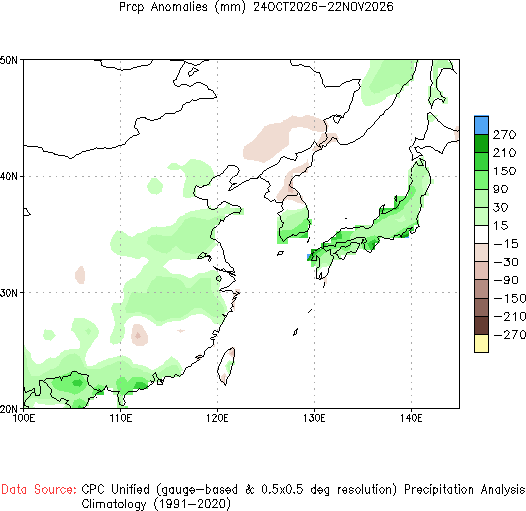 Prcp Anomalies (mm) 24OCT2026-22NOV2026
50N
40N
30N
20N
100E 110E 120E 130E 140E
270
210
150
90
30
15
-15
-30
-90
-150
-210
-270
Data Source: CPC Unified (gauge-based & 0.5x0.5 deg resolution) Precipitation Analysis
Climatology (1991-2020)